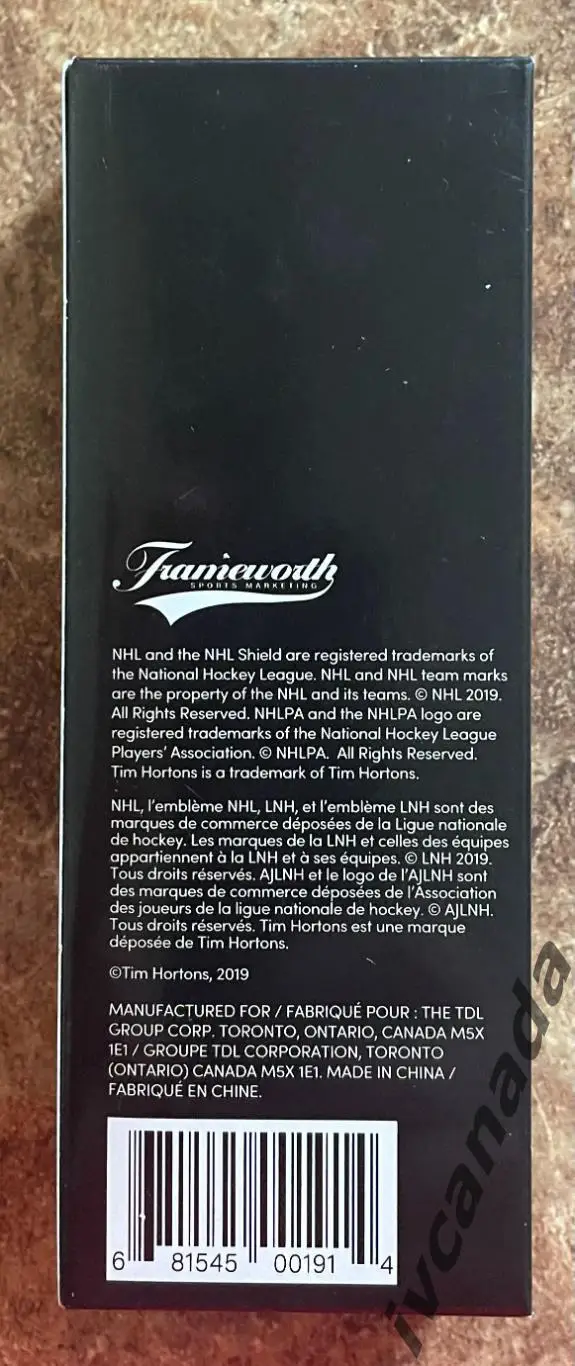 Frameworth
SPORTS MARKETING
NHL and the NHL Shield are registered trademarks of
the National Hockey League. NHL and NHL team marks
are the property of the NHL and its teams. © NHL 2019.
All Rights Reserved. NHLPA and the NHLPA logo are
registered trademarks of the National Hockey League
Players' Association. © NHLPA. All Rights Reserved.
Tim Hortons is a trademark of Tim Hortons.
NHL, l'emblème NHL, LNH, et l'emblème LNH sont des
marques de commerce déposées de la Ligue nationale
de hockey. Les marques de la LNH et celles des équipes
appartiennent à la LNH et à ses équipes. © LNH 2019.
Tous droits réservés. AJLNH et le logo de l'AJLNH sont
des marques de commerce déposées de l'Association
des joueurs de la ligue nationale de hockey. © AJLNH.
Tous droits réservés. Tim Hortons est une marque
déposée de Tim Hortons.
©Tim Hortons, 2019
MANUFACTURED FOR / FABRIQUÉ POUR : THE TDL
GROUP CORP. TORONTO, ONTARIO, CANADA M5X
1E1 / GROUPE TDL CORPORATION, TORONTO
(ONTARIO) CANADA M5X 1E1. MADE IN CHINA /
FABRIQUÉ EN CHINE.
6 81545 00191 4
ivcanada